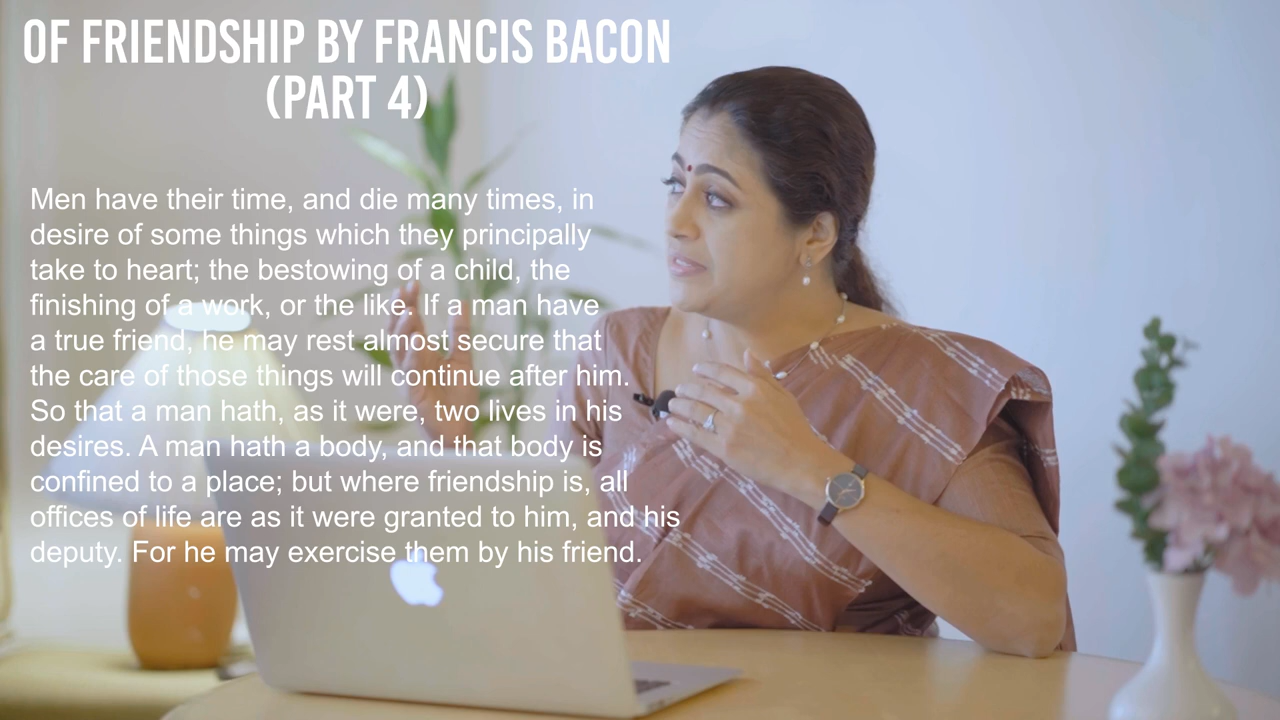 OF FRIENDSHIP BY FRANCIS BACON
(PART 4)
Men have their time, and die many times, in
desire of some things which they principally
take to heart; the bestowing of a child, the
finishing of a work, or the like. If a man have
a true friend, he may rest almost secure that
the care of those things will continue after him.
So that a man hath, as it were, two lives in his
desires. A man hath a body, and that body is
confined to a place; but where friendship is, all
offices of life are as it were granted to him, and his
deputy. For he may exercise them by his friend.